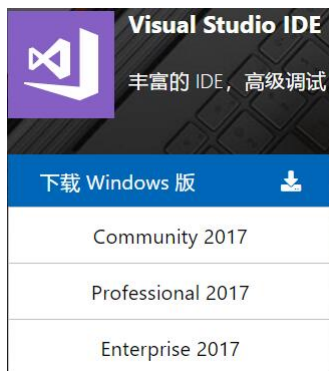 Visual Studio IDE
丰富的 IDE，高级调试
下载 Windows 版
Community 2017
Professional 2017
Enterprise 2017